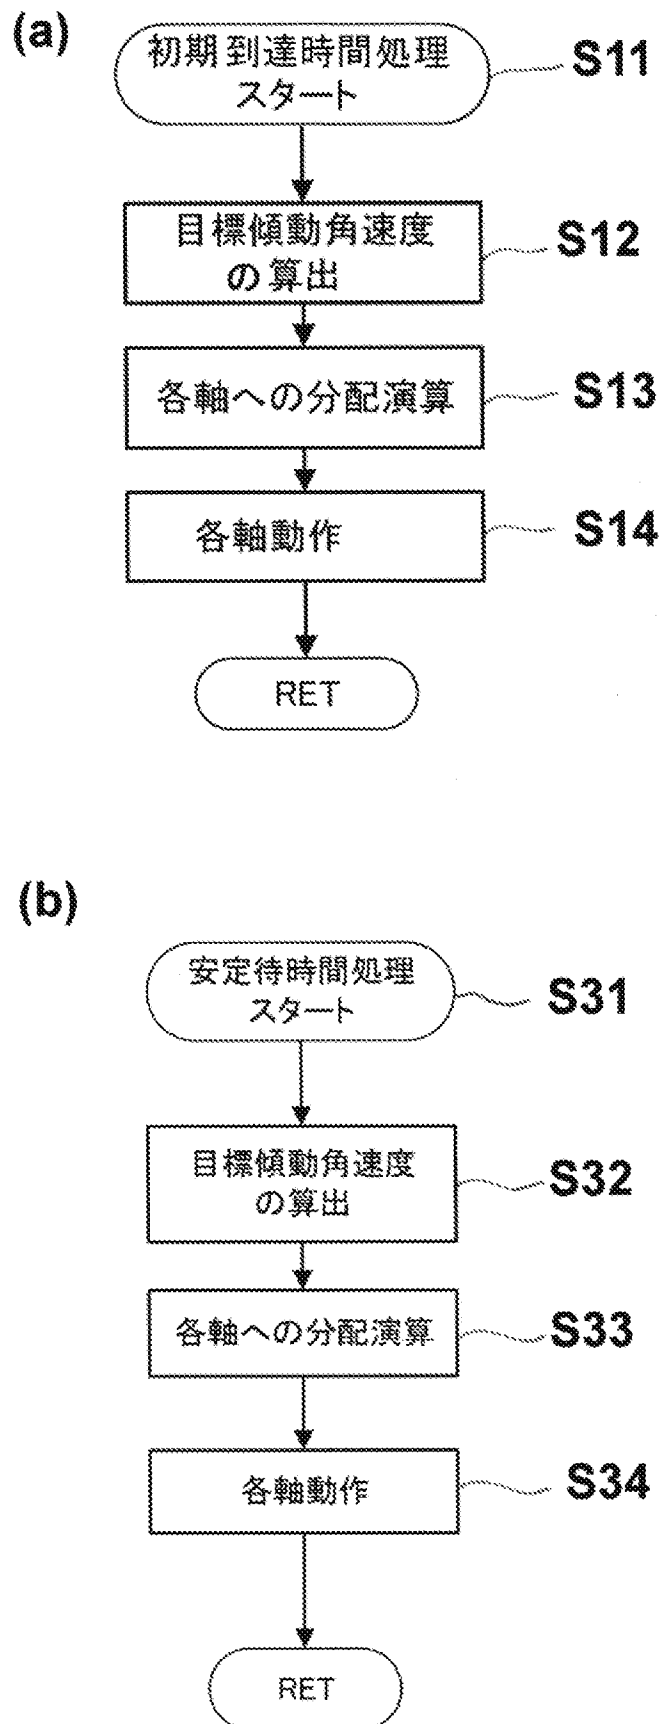 (a)
初期到達時間処理
スタート
S11
目標傾動角速度
の算出
S12
各軸への分配演算
S13
各軸動作
S14
RET
(b)
安定待時間処理
スタート
S31
目標傾動角速度
の算出
S32
各軸への分配演算
S33
各軸動作
S34
RET